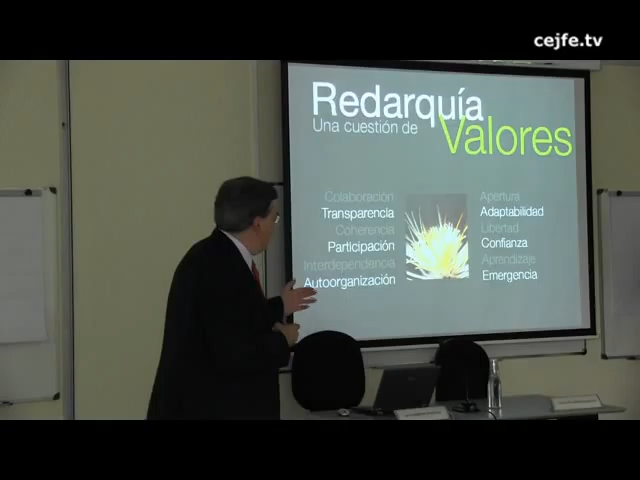 cejfe.tv
Redarquía
Una cuestión de
Valores
Colaboración
Transparencia
Coherencia
Participación
Interdependencia
Autoorganización
Apertura
Adaptabilidad
Libertad
Confianza
Aprendizaje
Emergencia